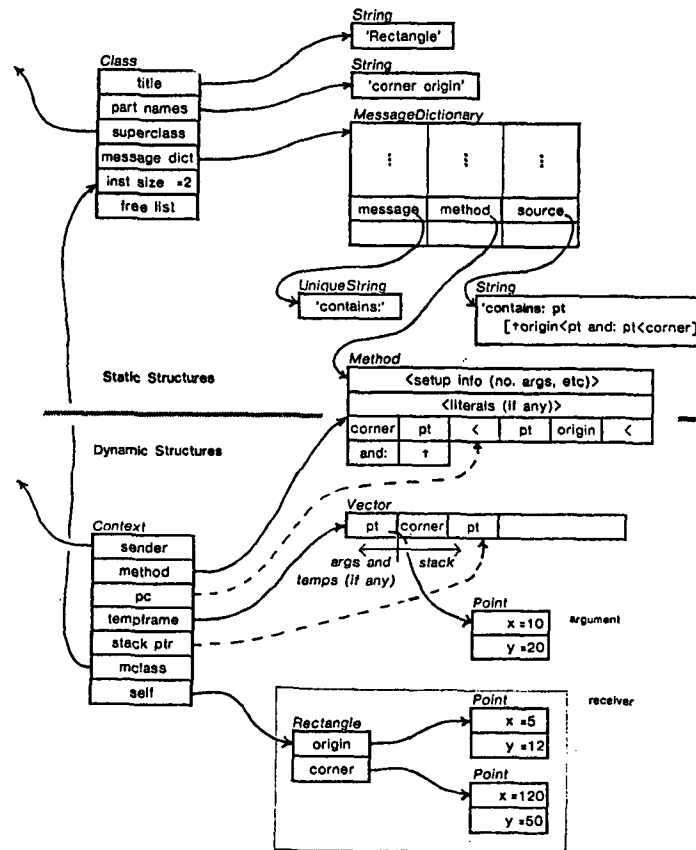 String
'Rectangle'
Class
title
String
'corner origin'
part names
superclass
MessageDictionary
message dict
inst size =2
free list
message method source
UniqueString
'contains:'
String
'contains: pt
[↑origin<pt and: pt<corner]
Method
<setup info (no. args, etc)>
Static Structures
<literals (if any)>
corner pt < pt origin <
Dynamic Structures
and: ↑
Vector
pt corner pt
Context
sender
args and stack
temps (if any)
method
pc
tempframe
Point
x =10 argument
stack ptr
y =20
mclass
self
receiver
Rectangle
Point
origin
x =5
y =12
corner
Point
x =120
y =50